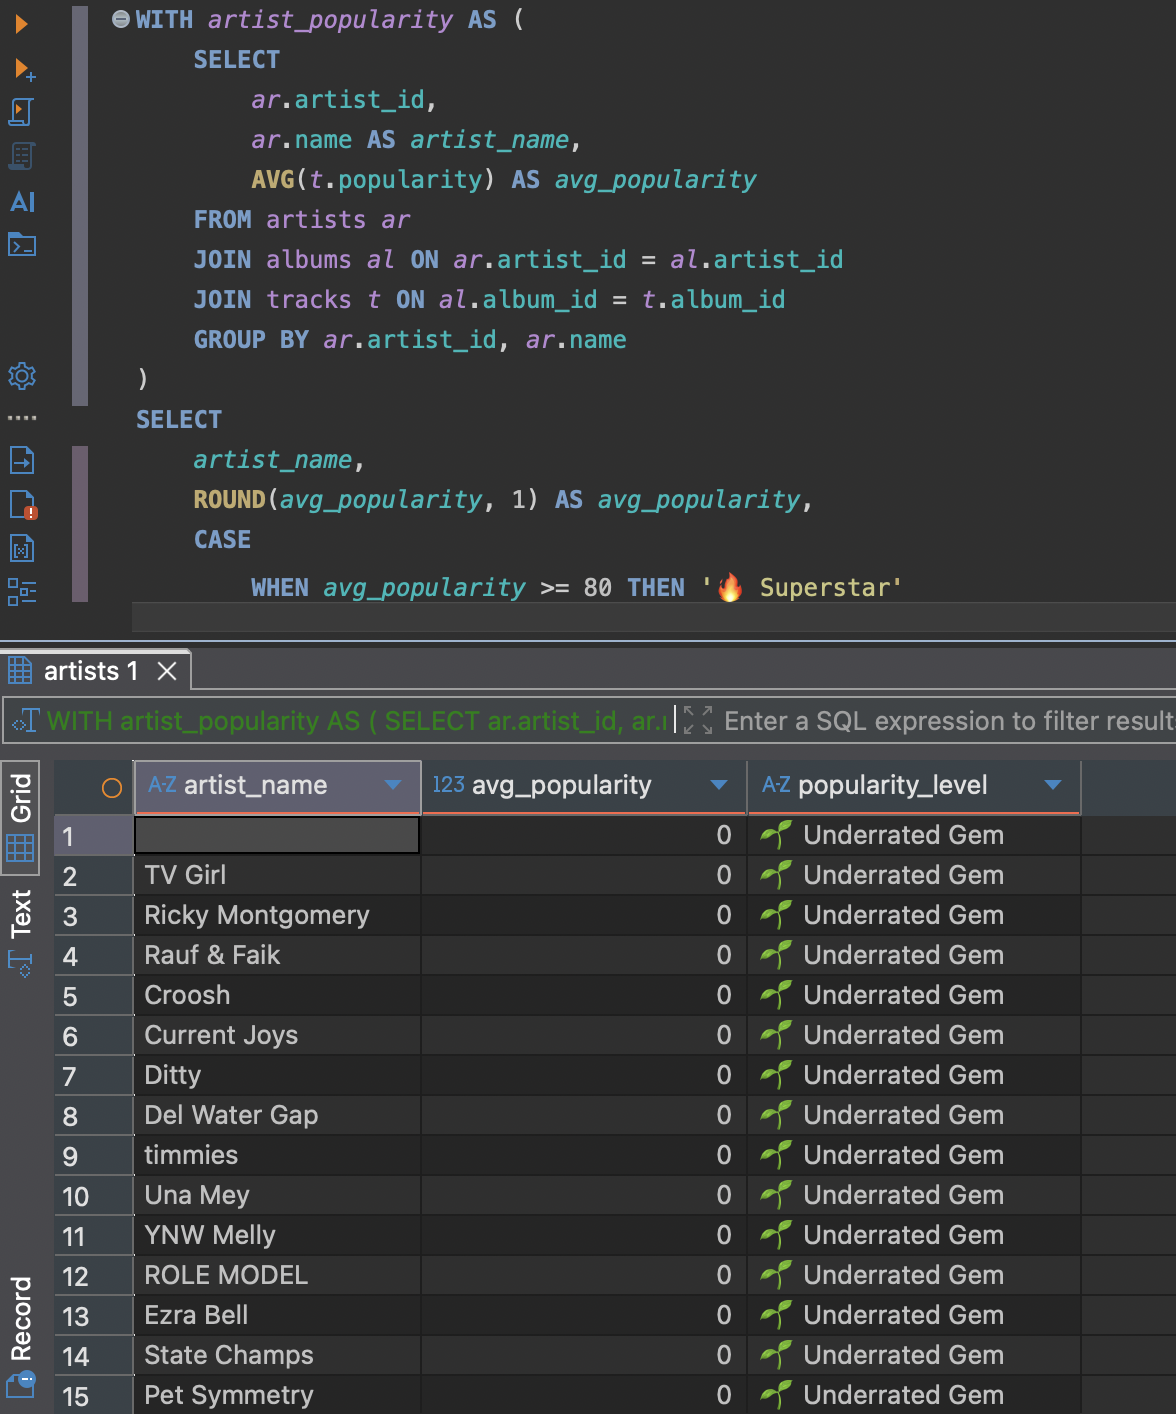 WITH artist_popularity AS (
SELECT
ar.artist_id,
ar.name AS artist_name,
AVG(t.popularity) AS avg_popularity
FROM artists ar
JOIN albums al ON ar.artist_id = al.artist_id
JOIN tracks t ON al.album_id = t.album_id
GROUP BY ar.artist_id, ar.name
)
SELECT
artist_name,
ROUND(avg_popularity, 1) AS avg_popularity,
CASE
WHEN avg_popularity >= 80 THEN '🔥 Superstar'
AI
artists 1
WITH artist_popularity AS ( SELECT ar.artist_id, ar.
Enter a SQL expression to filter result
Grid
Text
Record
A-Z artist_name 123 avg_popularity A-Z popularity_level
1 0 🌱 Underrated Gem
2 TV Girl 0 🌱 Underrated Gem
3 Ricky Montgomery 0 🌱 Underrated Gem
4 Rauf & Faik 0 🌱 Underrated Gem
5 Croosh 0 🌱 Underrated Gem
6 Current Joys 0 🌱 Underrated Gem
7 Ditty 0 🌱 Underrated Gem
8 Del Water Gap 0 🌱 Underrated Gem
9 timmies 0 🌱 Underrated Gem
10 Una Mey 0 🌱 Underrated Gem
11 YNW Melly 0 🌱 Underrated Gem
12 ROLE MODEL 0 🌱 Underrated Gem
13 Ezra Bell 0 🌱 Underrated Gem
14 State Champs 0 🌱 Underrated Gem
15 Pet Symmetry 0 🌱 Underrated Gem